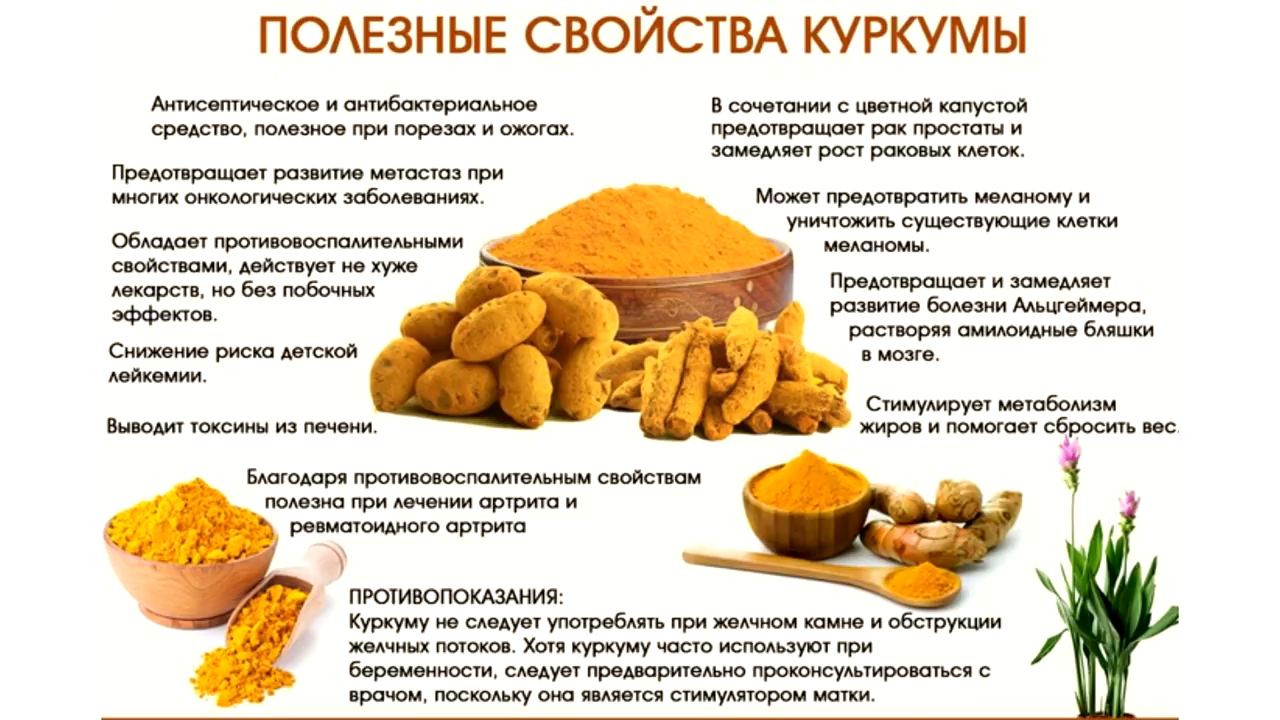 ПОЛЕЗНЫЕ СВОЙСТВА КУРКУМЫ
Антисептическое и антибактериальное
средство, полезное при порезах и ожогах.
Предотвращает развитие метастаз при
многих онкологических заболеваниях.
Обладает противовоспалительными
свойствами, действует не хуже
лекарств, но без побочных
эффектов.
Снижение риска детской
лейкемии.
Выводит токсины из печени.
В сочетании с цветной капустой
предотвращает рак простаты и
замедляет рост раковых клеток.
Может предотвратить меланому и
уничтожить существующие клетки
меланомы.
Предотвращает и замедляет
развитие болезни Альцгеймера,
растворяя амилоидные бляшки
в мозге.
Стимулирует метаболизм
жиров и помогает сбросить вес.
Благодаря противовоспалительным свойствам
полезна при лечении артрита и
ревматоидного артрита
ПРОТИВОПОКАЗАНИЯ:
Куркуму не следует употреблять при желчном камне и обструкции
желчных потоков. Хотя куркуму часто используют при
беременности, следует предварительно проконсультироваться с
врачом, поскольку она является стимулятором матки.